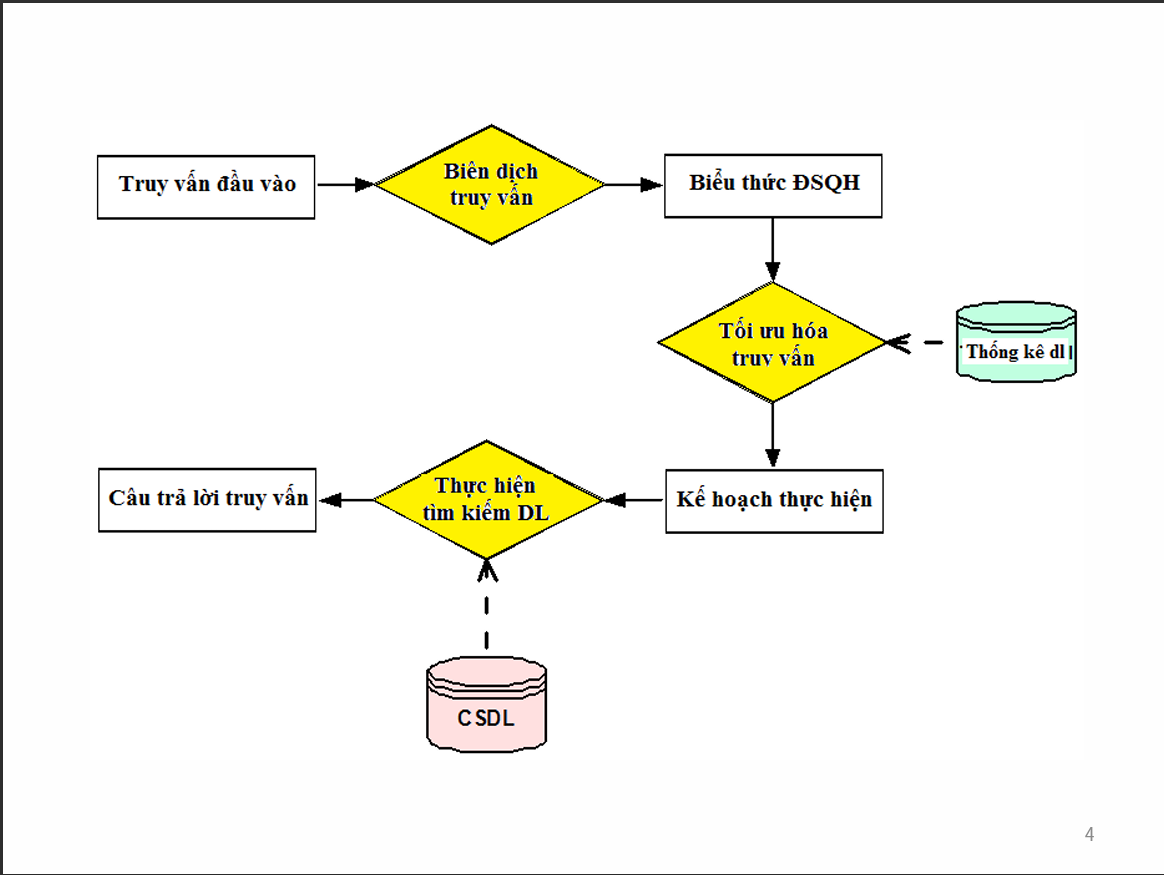 Truy vấn đầu vào
Biên dịch
truy vấn
Biểu thức ĐSQH
Tối ưu hóa
truy vấn
Thống kê dl
Câu trả lời truy vấn
Thực hiện
tìm kiếm DL
Kế hoạch thực hiện
CSDL
4